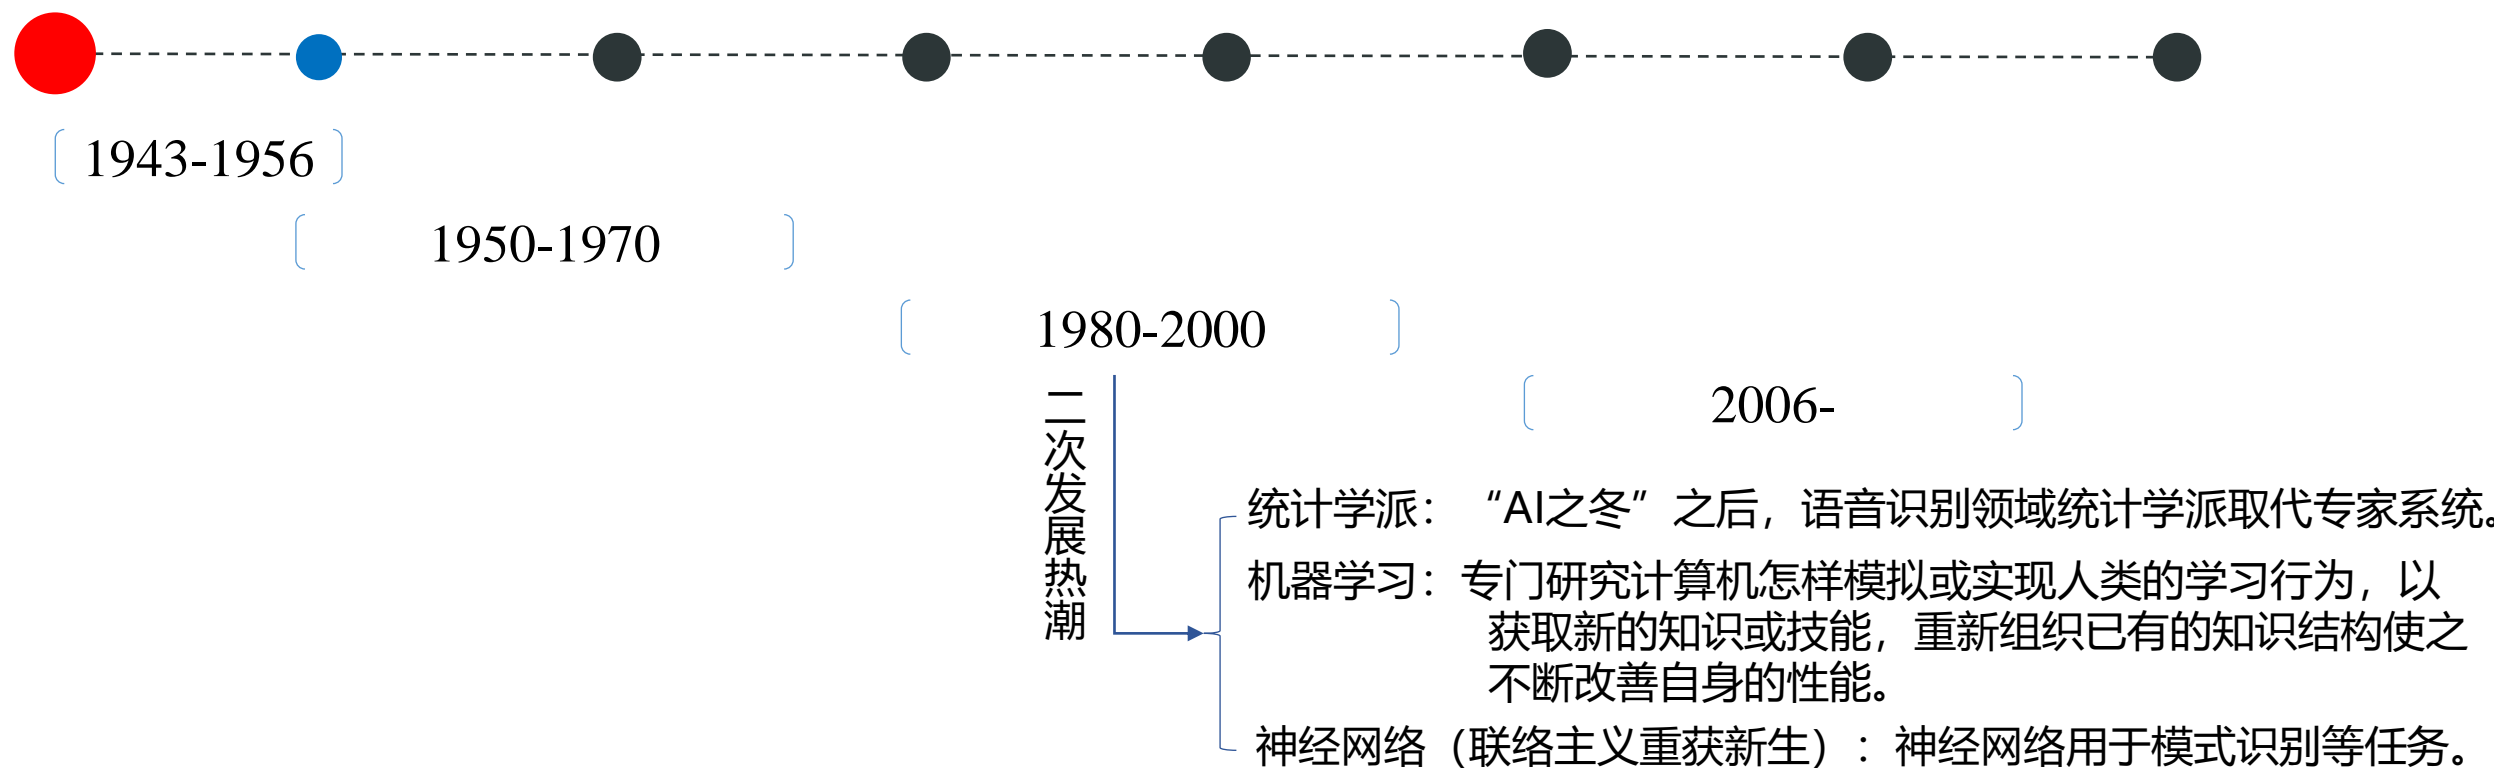 1943-1956
1950-1970
1980-2000
2006-
二次发展热潮
统计学派：“AI之冬”之后，语音识别领域统计学派取代专家系统。
机器学习：专门研究计算机怎样模拟或实现人类的学习行为，以
获取新的知识或技能，重新组织已有的知识结构使之
不断改善自身的性能。
神经网络（联络主义重获新生）：神经网络用于模式识别等任务。